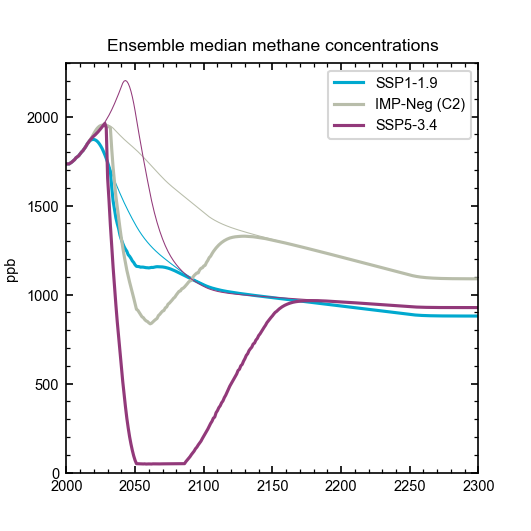 Ensemble median methane concentrations
SSP1-1.9
IMP-Neg (C2)
SSP5-3.4
ppb
2000
1500
1000
500
0
2000 2050 2100 2150 2200 2250 2300